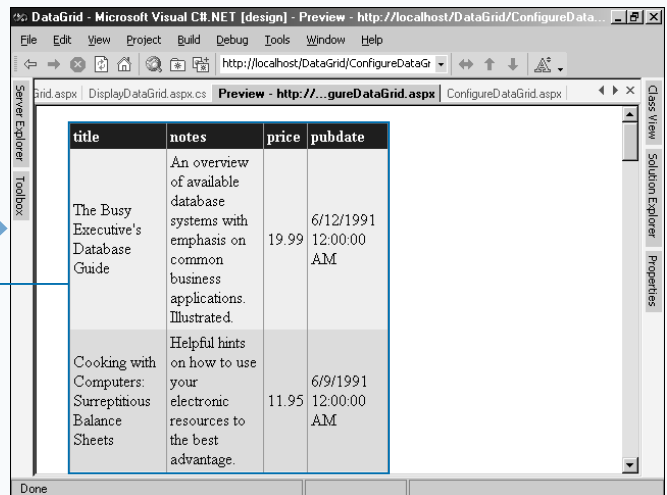 DataGrid - Microsoft Visual C#.NET [design] - Preview - http://localhost/DataGrid/ConfigureData...
File Edit View Project Build Debug Tools Window Help
http://localhost/DataGrid/ConfigureDataGr
Grid.aspx DisplayDataGrid.aspx.cs Preview - http://...gureDataGrid.aspx ConfigureDataGrid.aspx
Server Explorer
Toolbox
title notes price pubdate
The Busy
Executive's
Database
Guide
An overview
of available
database
systems with
emphasis on
common
business
applications.
Illustrated.
19.99
6/12/1991
12:00:00
AM
Cooking with
Computers:
Surreptitious
Balance
Sheets
Helpful hints
on how to use
your
electronic
resources to
the best
advantage.
11.95
6/9/1991
12:00:00
AM
Class View
Solution Explorer
Properties
Done